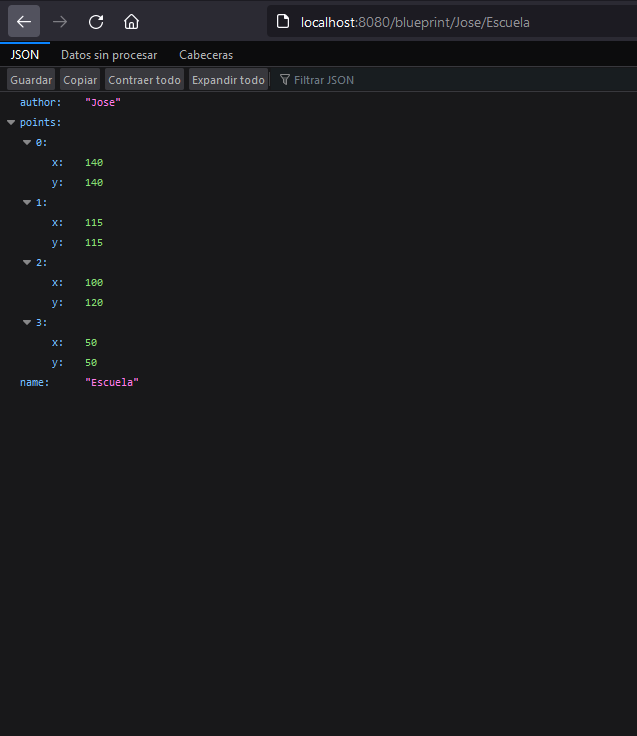 localhost:8080/blueprint/Jose/Escuela
JSON Datos sin procesar Cabeceras
Guardar Copiar Contraer todo Expandir todo Filtrar JSON
author: "Jose"
points:
0:
x: 140
y: 140
1:
x: 115
y: 115
2:
x: 100
y: 120
3:
x: 50
y: 50
name: "Escuela"